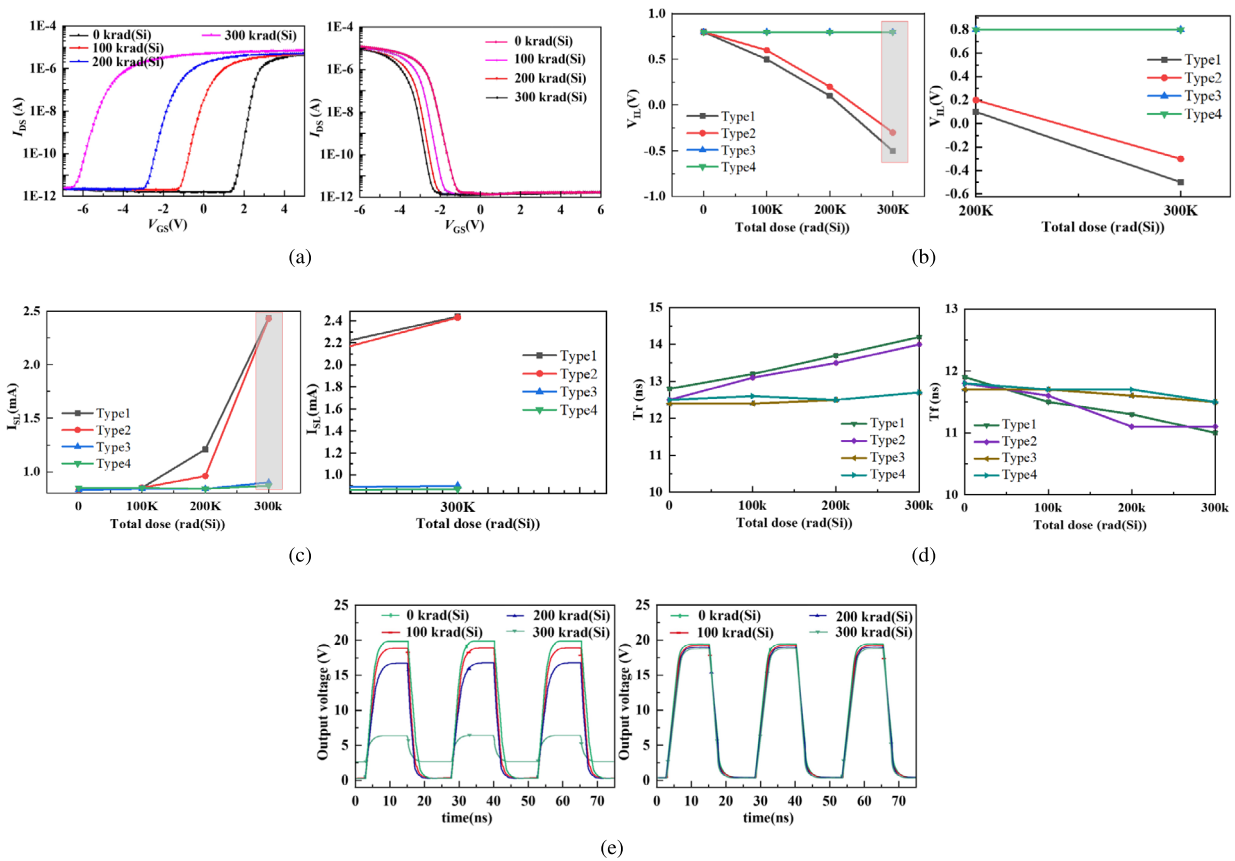 1E-4
1E-6
1E-8
1E-10
1E-12
I_DS (A)
0 krad(Si)
300 krad(Si)
100 krad(Si)
200 krad(Si)
-6
-4
-2
0
2
4
V_GS(V)
1E-4
1E-6
1E-8
1E-10
1E-12
I_DS (A)
0 krad(Si)
100 krad(Si)
200 krad(Si)
300 krad(Si)
-6
-4
-2
0
2
4
6
V_GS(V)
(a)
1.0
0.5
0.0
-0.5
-1.0
V_IL(V)
Type1
Type2
Type3
Type4
0
100K
200K
300K
Total dose (rad(Si))
0.8
0.6
0.4
0.2
0.0
-0.2
-0.4
-0.6
V_IL(V)
Type1
Type2
Type3
Type4
200K
300K
Total dose (rad(Si))
(b)
2.5
2.0
1.5
1.0
I_SL(mA)
Type1
Type2
Type3
Type4
0
100K
200K
300k
Total dose (rad(Si))
2.4
2.2
2.0
1.8
1.6
1.4
1.2
1.0
I_SL(mA)
Type1
Type2
Type3
Type4
300K
Total dose (rad(Si))
(c)
15
14
13
12
11
10
Tr (ns)
Type1
Type2
Type3
Type4
0
100k
200k
300k
Total dose (rad(Si))
13
12
11
10
Tf (ns)
Type1
Type2
Type3
Type4
0
100k
200k
300k
Total dose (rad(Si))
(d)
25
20
15
10
5
0
Output voltage (V)
0 krad(Si)
200 krad(Si)
100 krad(Si)
300 krad(Si)
0
10
20
30
40
50
60
70
time(ns)
25
20
15
10
5
0
Output voltage (V)
0 krad(Si)
200 krad(Si)
100 krad(Si)
300 krad(Si)
0
10
20
30
40
50
60
70
time(ns)
(e)